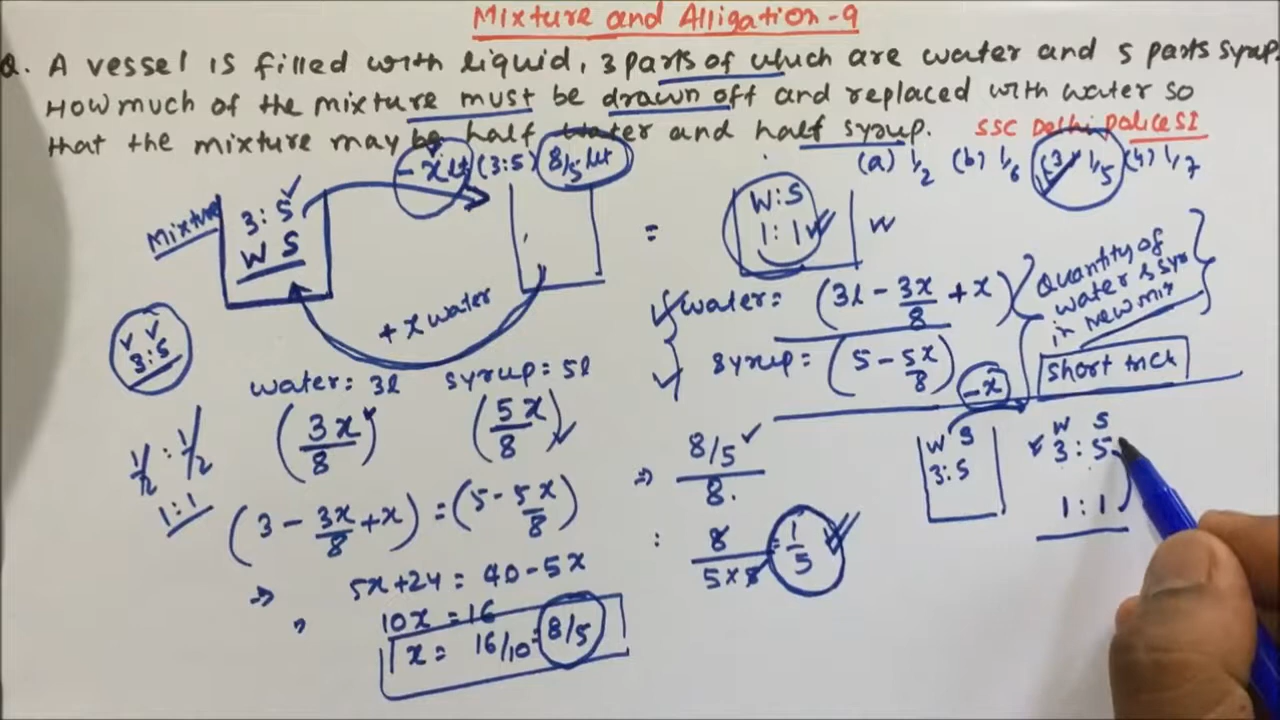 Mixture and Alligation -9
Q. A vessel is filled with liquid, 3 parts of which are water and 5 parts syrup.
How much of the mixture must be drawn off and replaced with water so
that the mixture may be half water and half syrup. SSC Delhi Police SI
(a) 1/2 (b) 1/6 (3) 1/5 (4) 1/7
-x Lt (3:5) 8/5 Lt
Mixture
3:5
W S
=
W:S
1:1
W
+x water
3:5
water: 3l syrup = 5l
water = (3l - 3x/8 + x)
syrup = (5 - 5x/8)
Quantity of
water & syr
in new mix
short trick
-x
1/2 : 1/2
1:1
(3x/8) (5x/8)
(3 - 3x/8 + x) = (5 - 5x/8)
⇒ 5x+24 = 40-5x
10x = 16
x = 16/10 = 8/5
⇒ 8/5 / 8
: 8 / 5×8 = 1/5
W S
3:5
W S
3:5
1:1